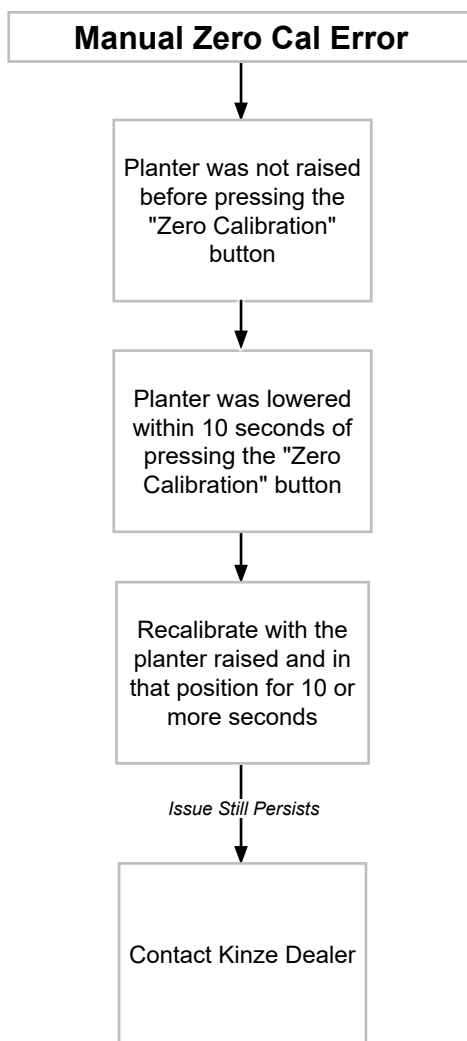 Manual Zero Cal Error
Planter was not raised
before pressing the
"Zero Calibration"
button
Planter was lowered
within 10 seconds of
pressing the "Zero
Calibration" button
Recalibrate with the
planter raised and in
that position for 10 or
more seconds
Issue Still Persists
Contact Kinze Dealer